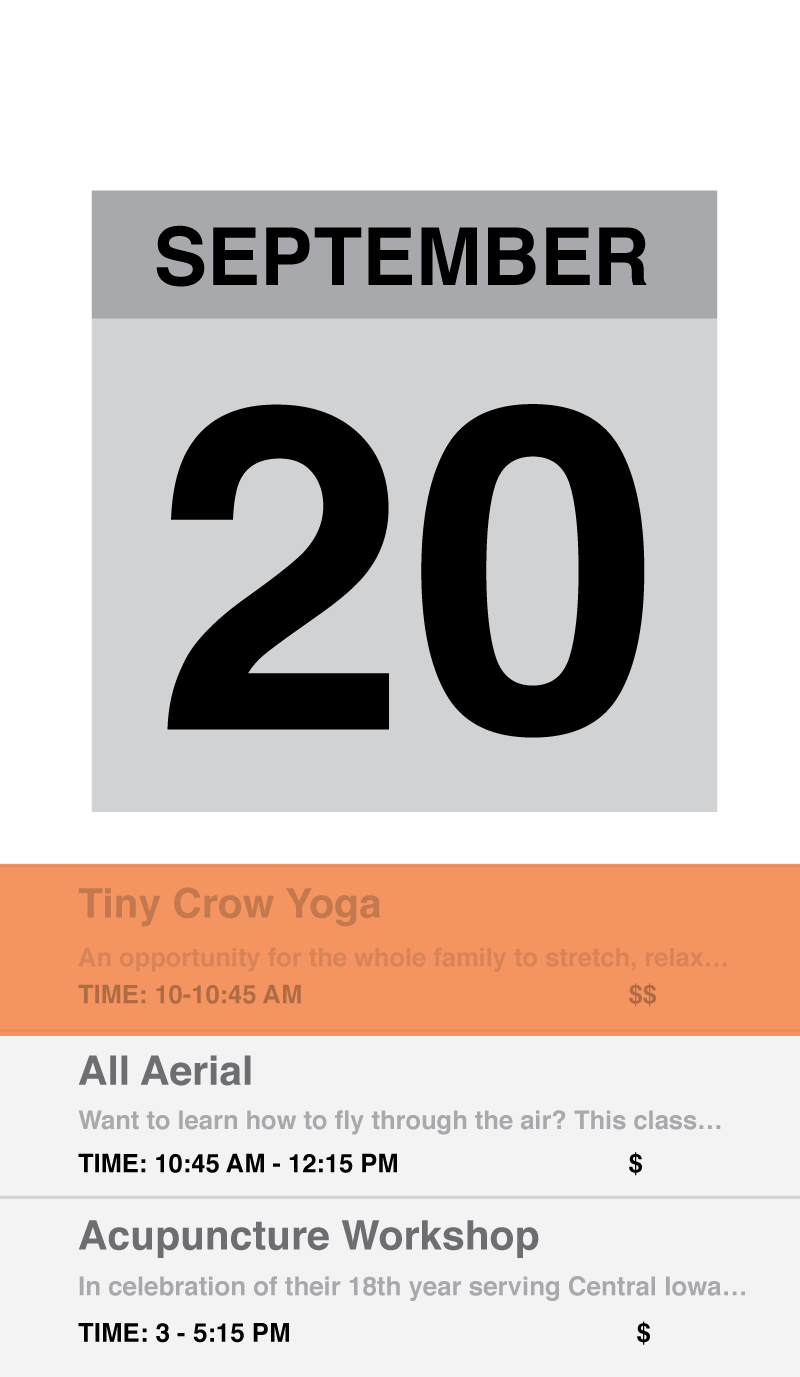 SEPTEMBER
20
Tiny Crow Yoga
An opportunity for the whole family to stretch, relax...
TIME: 10-10:45 AM $$
All Aerial
Want to learn how to fly through the air? This class...
TIME: 10:45 AM - 12:15 PM $
Acupuncture Workshop
In celebration of their 18th year serving Central Iowa...
TIME: 3 - 5:15 PM $